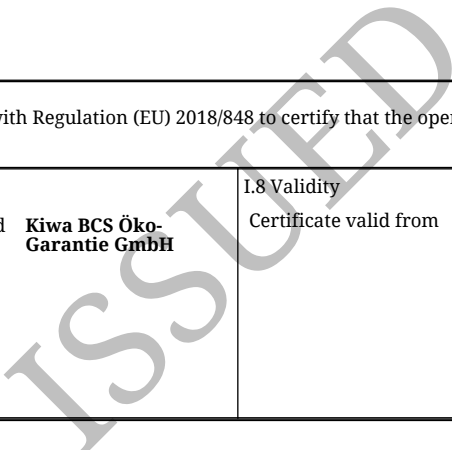 with Regulation (EU) 2018/848 to certify that the oper
I.8 Validity
Certificate valid from
d Kiwa BCS Öko-
Garantie GmbH
ISSUED